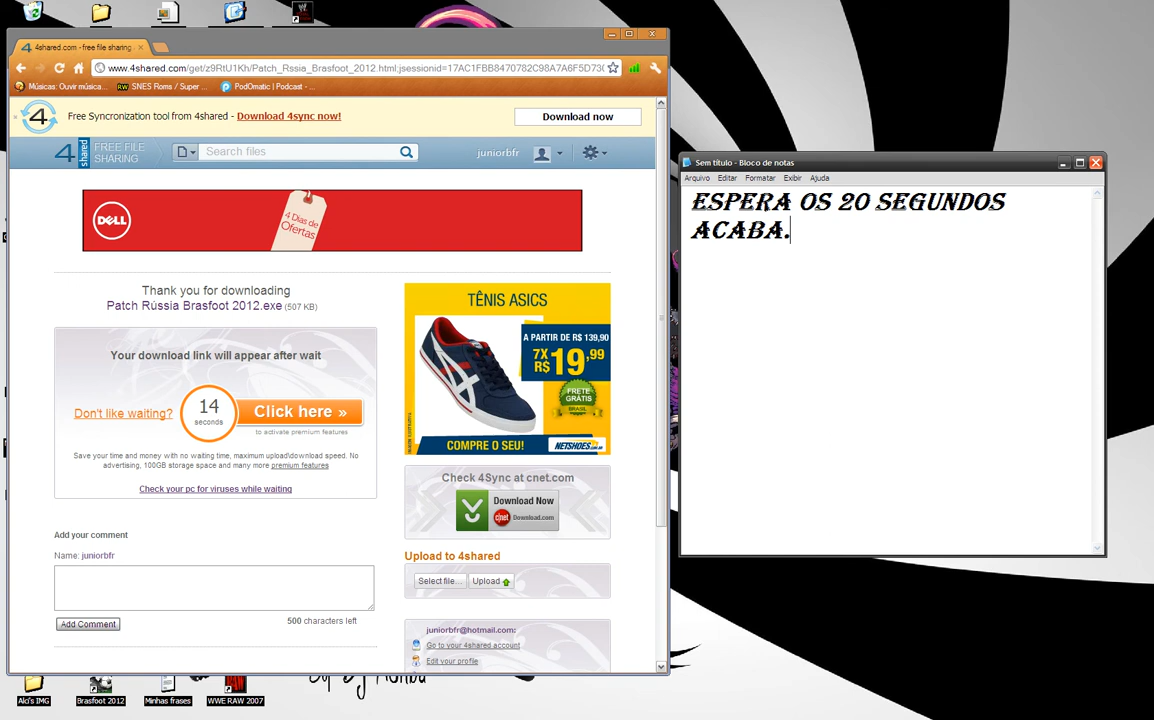 4shared.com - free file sharing
www.4shared.com/get/z9RtU1Kh/Patch_Rssia_Brasfoot_2012.html;jsessionid=17AC1FBB8470782C98A7A6F5D73
Músicas: Ouvir música...
RW SNES Roms / Super ...
PodOmatic | Podcast - ...
4 Free Syncronization tool from 4shared - Download 4sync now!
Download now
4 shared
FREE FILE
SHARING
Search files
juniorbfr
DELL
4 Dias de
Ofertas
Thank you for downloading
Patch Rússia Brasfoot 2012.exe (507 KB)
Your download link will appear after wait
Don't like waiting?
14
seconds
Click here »
to activate premium features
Save your time and money with no waiting time, maximum upload\download speed. No
advertising, 100GB storage space and many more premium features
Check your pc for viruses while waiting
Add your comment
Name: juniorbfr
Add Comment
500 characters left
TÊNIS ASICS
A PARTIR DE R$ 139,90
7X
R$ 19,99
FRETE
GRÁTIS
BRASIL
COMPRE O SEU!
NETSHOES.com.br
Check 4Sync at cnet.com
Download Now
c|net Download.com
Upload to 4shared
Select file...
Upload
juniorbfr@hotmail.com:
Go to your 4shared account
Edit your profile
Sem título - Bloco de notas
Arquivo Editar Formatar Exibir Ajuda
ESPERA OS 20 SEGUNDOS
ACABA.
Alci's IMG
Brasfoot 2012
Minhas frases
WWE RAW 2007